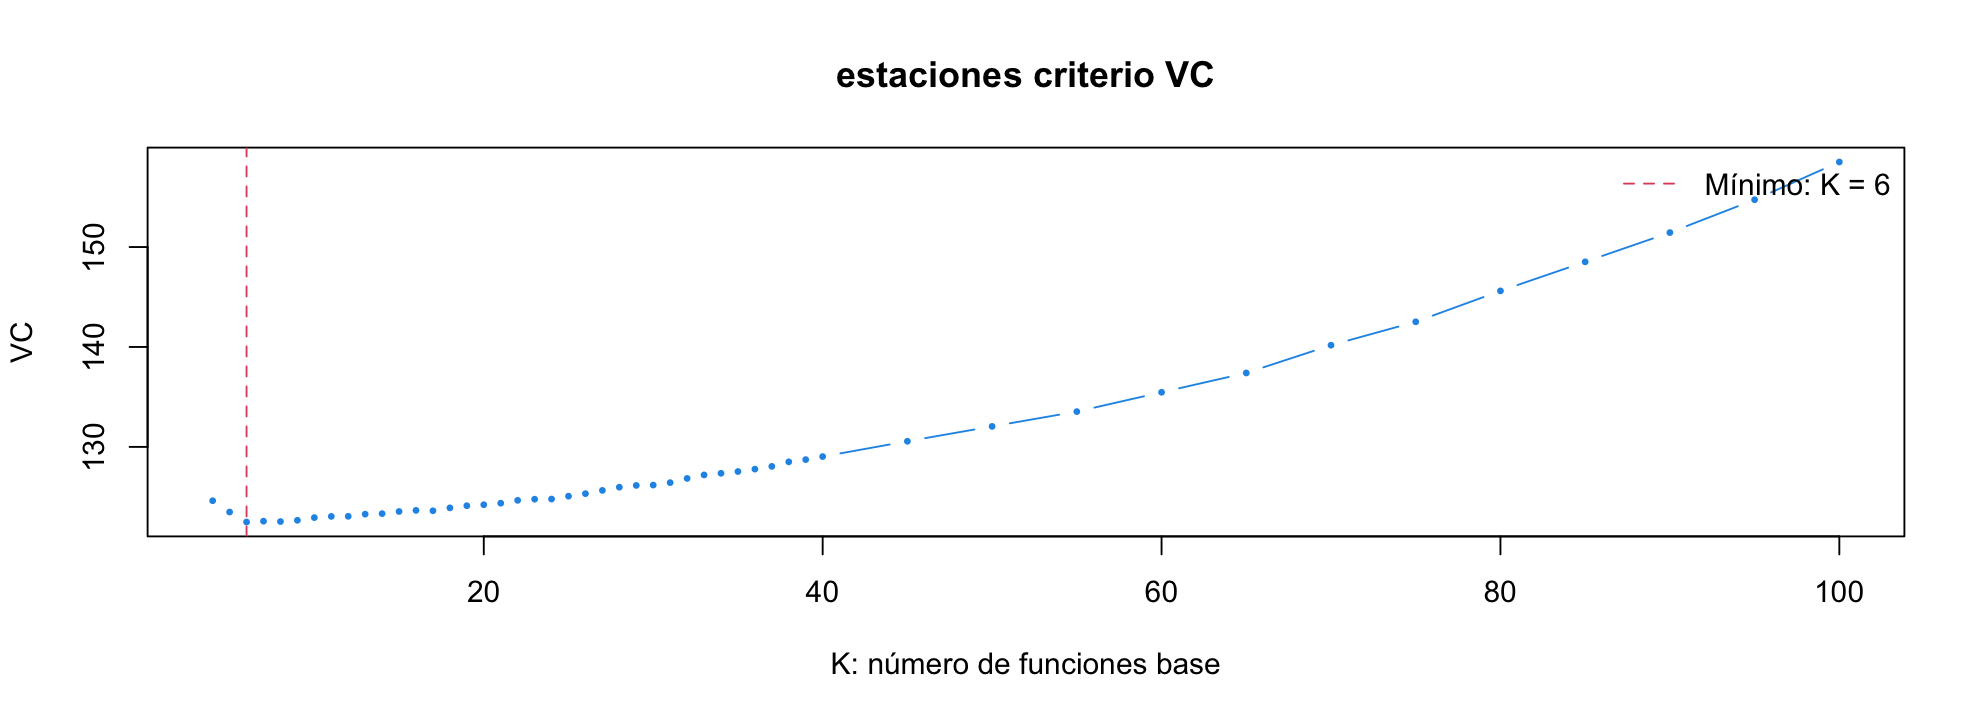 estaciones criterio VC
Mínimo: K = 6
VC
150
140
130
20 40 60 80 100
K: número de funciones base